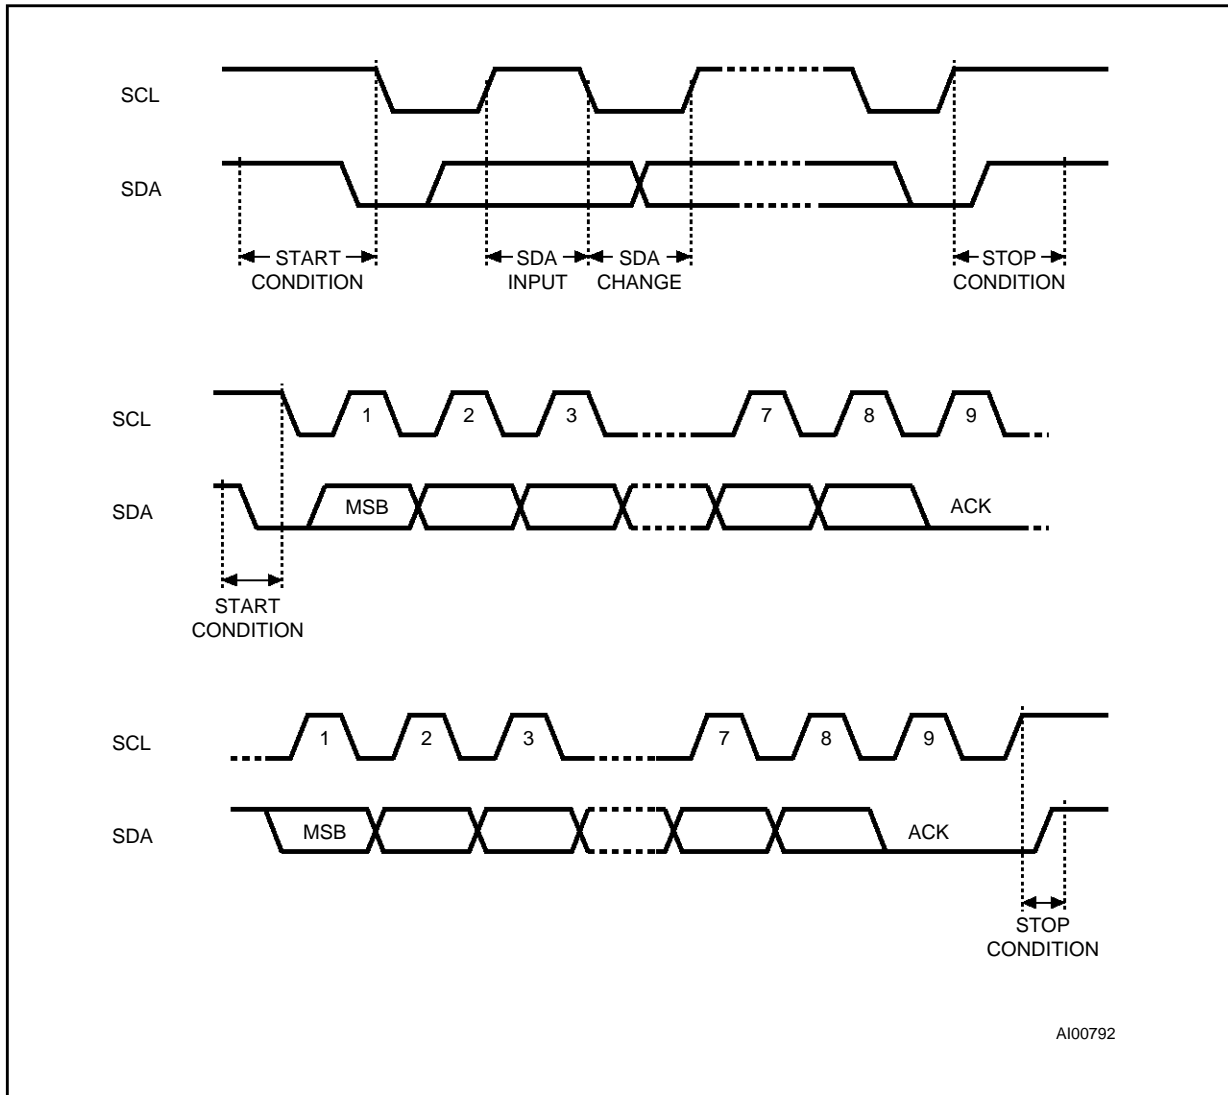 SCL
SDA
START
CONDITION
SDA
INPUT
SDA
CHANGE
STOP
CONDITION
SCL
1 2 3 7 8 9
SDA
MSB ACK
START
CONDITION
SCL
1 2 3 7 8 9
SDA
MSB ACK
STOP
CONDITION
AI00792